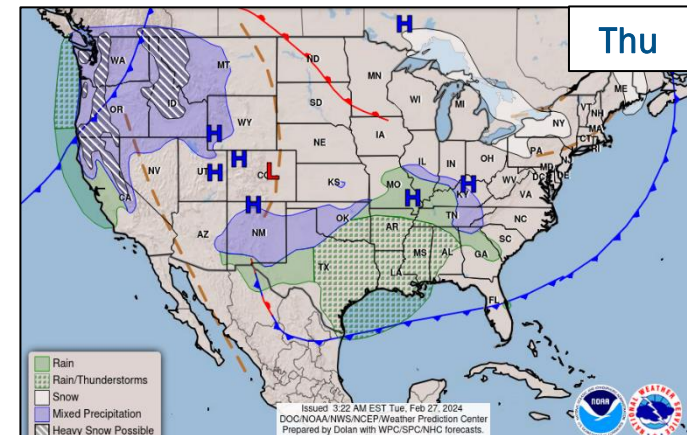 Thu
H
WA
MT
ND
MN
ME
OR
ID
SD
WI
MI
VT
NH
NY
MA
CT
RI
H
WY
IA
PA
H
NE
IL
IN
OH
MD
NJ
DE
DC
NV
UT
H
CO
L
WV
VA
KS
MO
H
KY
H
CA
H
OK
TN
NC
AZ
NM
AR
SC
MS
AL
GA
TX
LA
FL
Rain
Rain/Thunderstorms
Snow
Mixed Precipitation
Heavy Snow Possible
Issued 3:22 AM EST Tue, Feb 27, 2024
DOC/NOAA/NWS/NCEP/Weather Prediction Center
Prepared by Dolan with WPC/SPC/NHC forecasts.
NOAA
NATIONAL WEATHER SERVICE